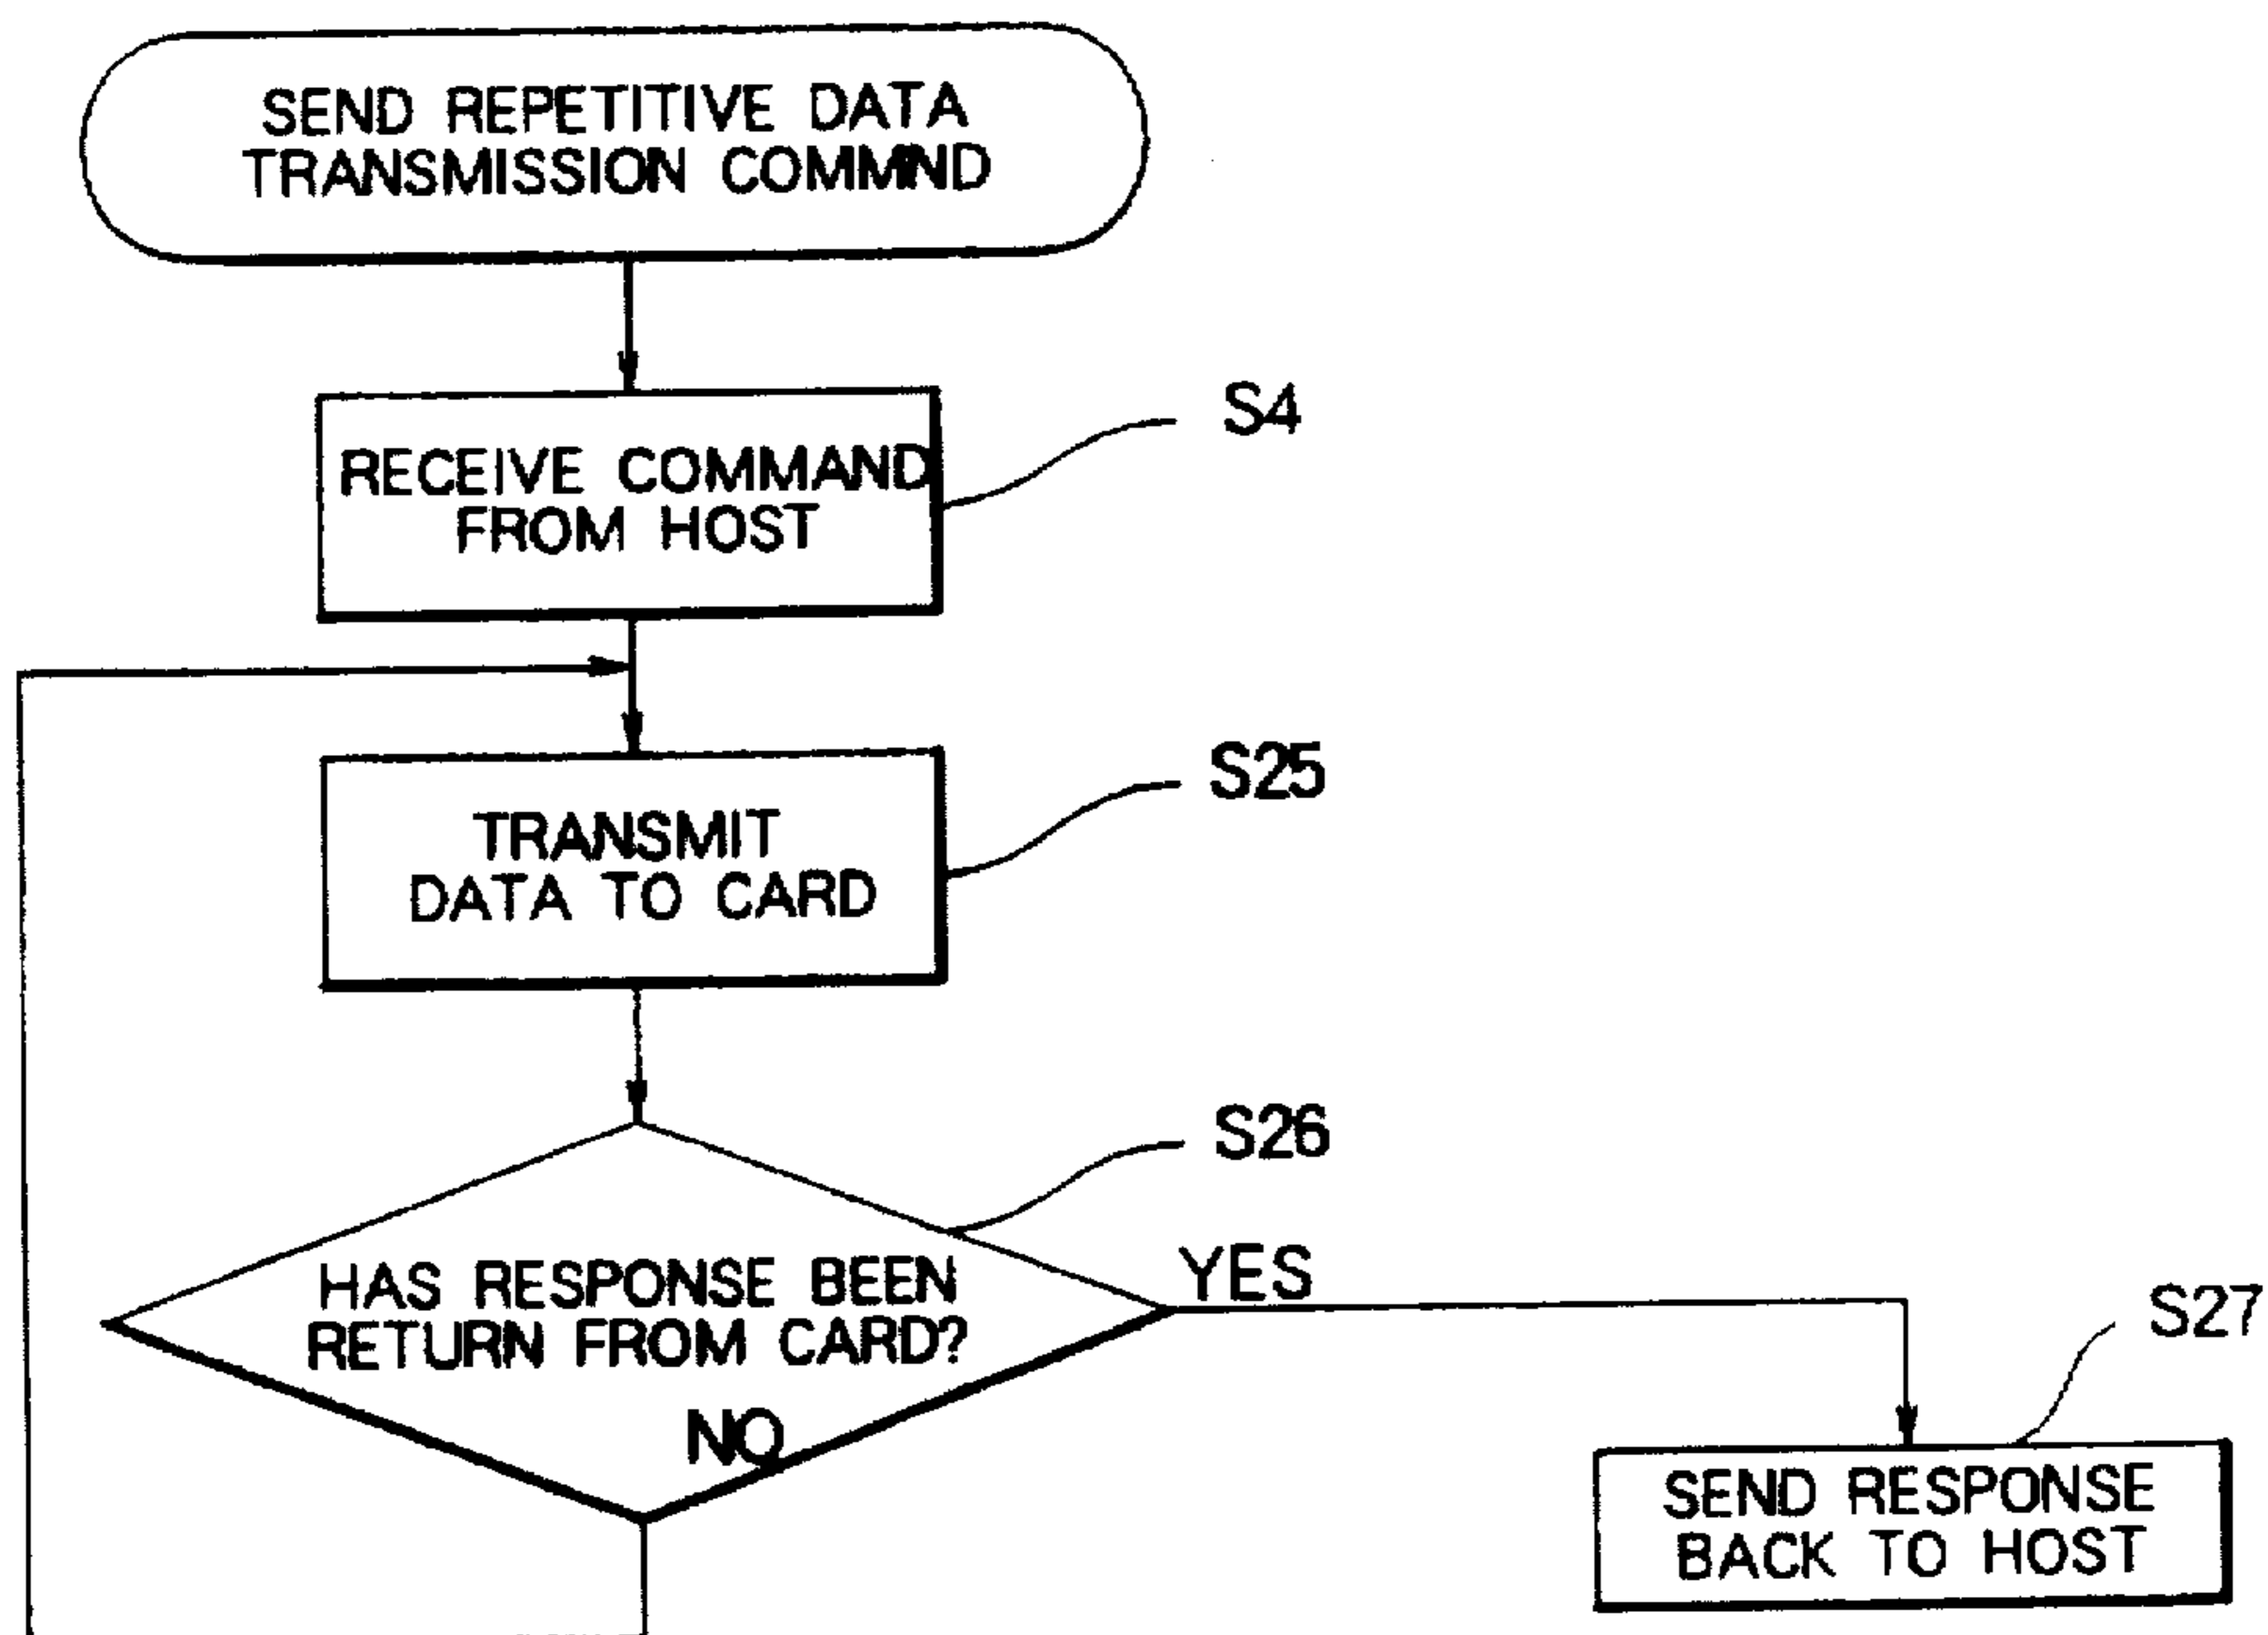 SEND REPETITIVE DATA
TRANSMISSION COMMND
S4
RECEIVE COMMAND
FROM HOST
S25
TRANSMIT
DATA TO CARD
S26
HAS RESPONSE BEEN
RETURN FROM CARD?
YES
NO
S27
SEND RESPONSE
BACK TO HOST